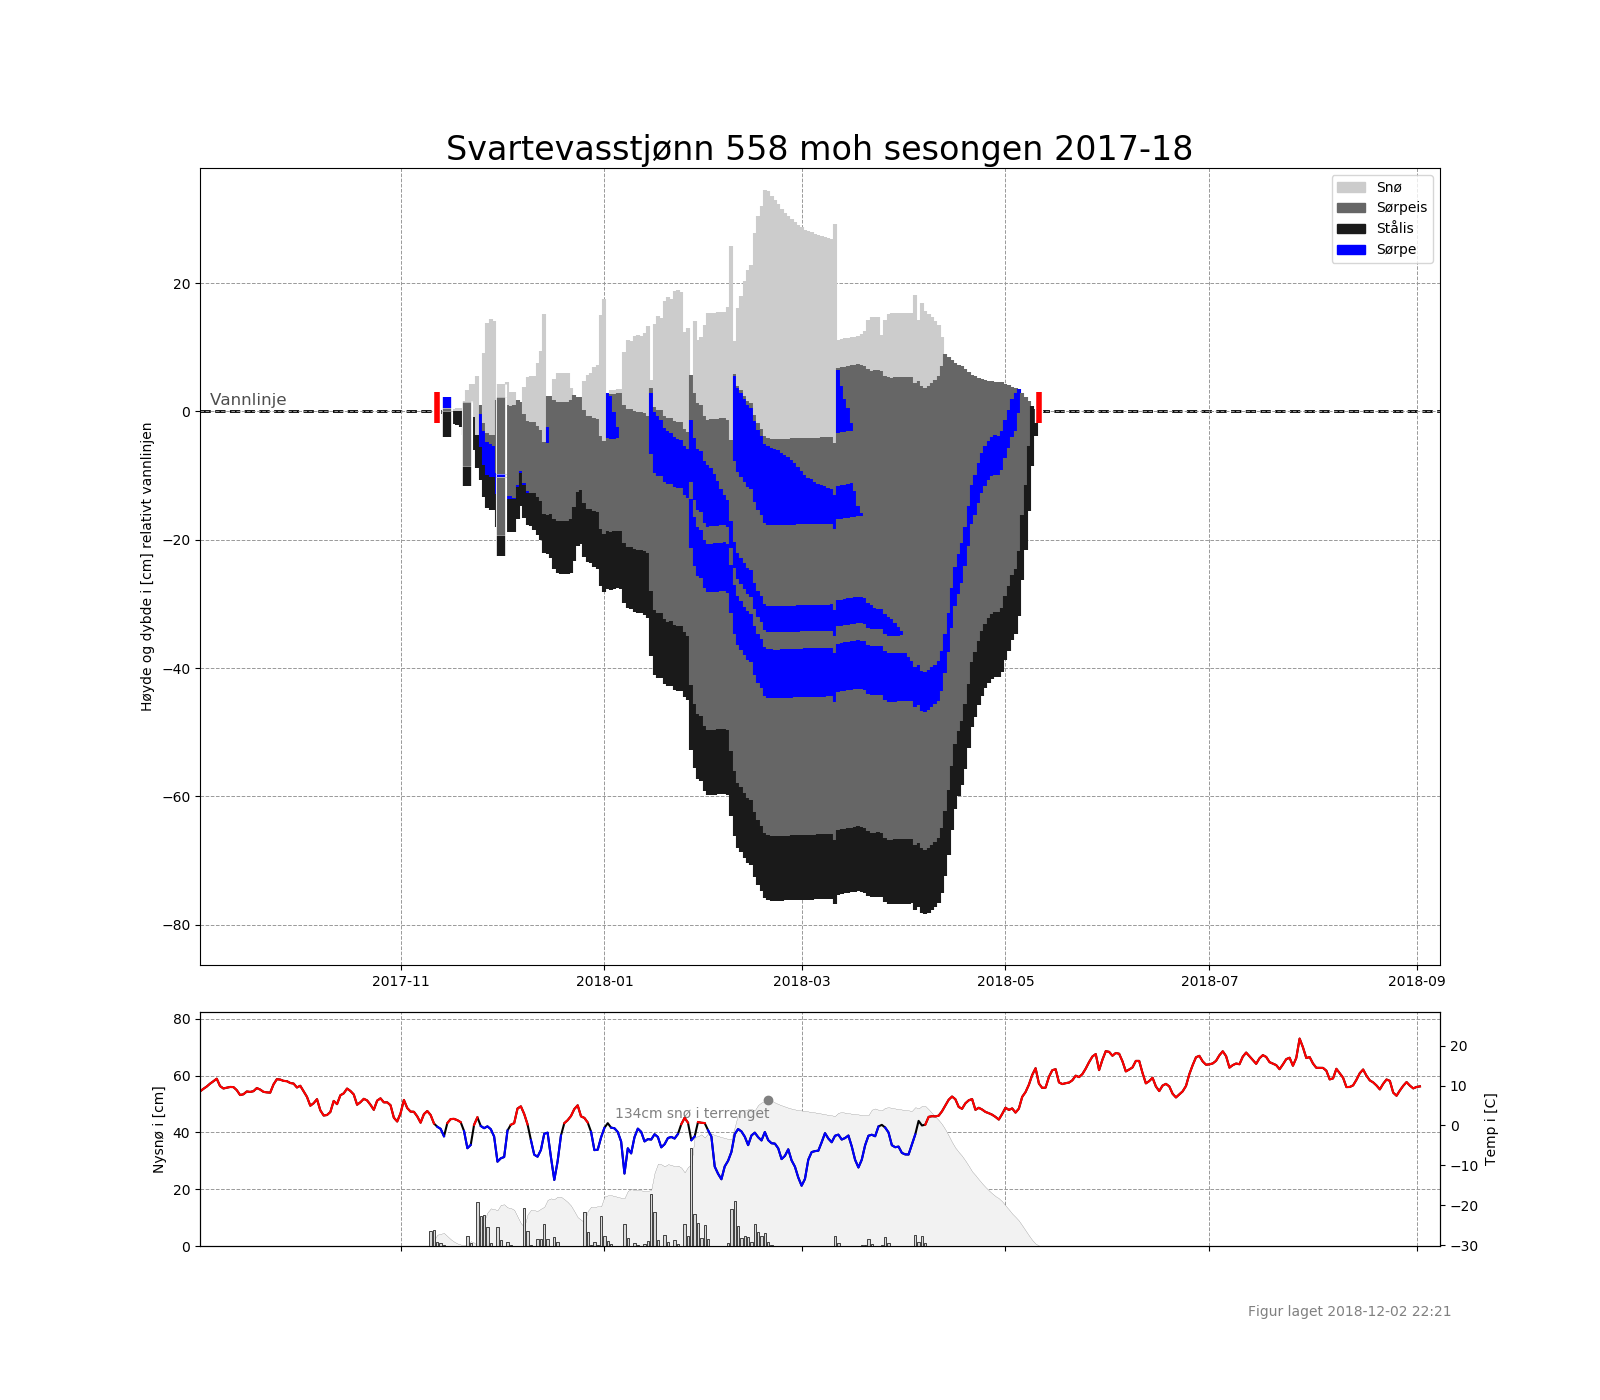 Svartevasstjønn 558 moh sesongen 2017-18
Snø
Sørpeis
Stålis
Sørpe
Vannlinje
Høyde og dybde i [cm] relativt vannlinjen
20
0
−20
−40
−60
−80
2017-11
2018-01
2018-03
2018-05
2018-07
2018-09
Nysnø i [cm]
80
60
40
20
0
134cm snø i terrenget
20
10
0
−10
−20
−30
Temp i [C]
Figur laget 2018-12-02 22:21